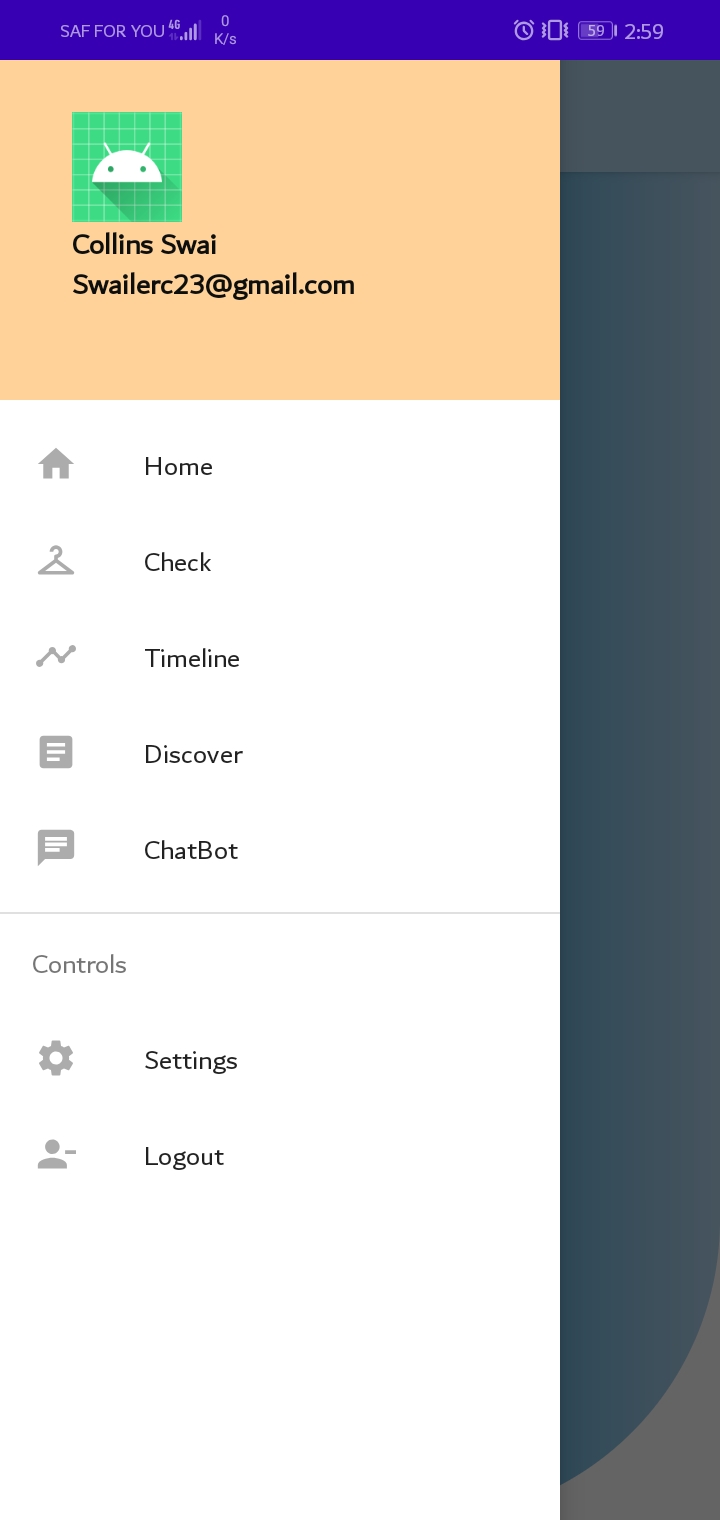 SAF FOR YOU 4G 0 K/s 59 2:59
Collins Swai
Swailerc23@gmail.com
Home
Check
Timeline
Discover
ChatBot
Controls
Settings
Logout